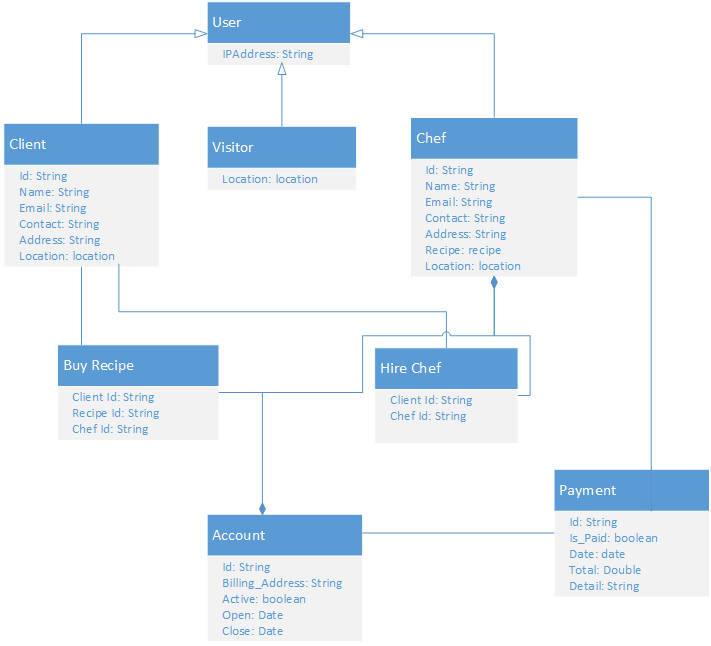 User
IPAddress: String
Client
Id: String
Name: String
Email: String
Contact: String
Address: String
Location: location
Visitor
Location: location
Chef
Id: String
Name: String
Email: String
Contact: String
Address: String
Recipe: recipe
Location: location
Buy Recipe
Client Id: String
Recipe Id: String
Chef Id: String
Hire Chef
Client Id: String
Chef Id: String
Account
Id: String
Billing_Address: String
Active: boolean
Open: Date
Close: Date
Payment
Id: String
Is_Paid: boolean
Date: date
Total: Double
Detail: String